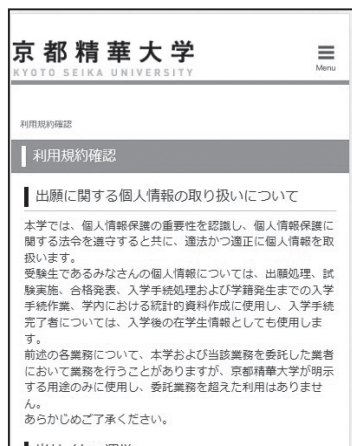 京都精華大学
KYOTO SEIKA UNIVERSITY
Menu
利用規約確認
利用規約確認
出願に関する個人情報の取り扱いについて
本学では、個人情報保護の重要性を認識し、個人情報保護に
関する法令を遵守すると共に、適法かつ適正に個人情報を取
扱います。
受験生であるみなさんの個人情報については、出願処理、試
験実施、合格発表、入学手続処理および学籍発生までの入学
手続作業、学内における統計的資料作成に使用し、入学手続
完了者については、入学後の在学生情報としても使用しま
す。
前述の各業務について、本学および当該業務を委託した業者
において業務を行うことがありますが、京都精華大学が明示
する用途のみに使用し、委託業務を超えた利用はありませ
ん。
あらかじめご了承ください。